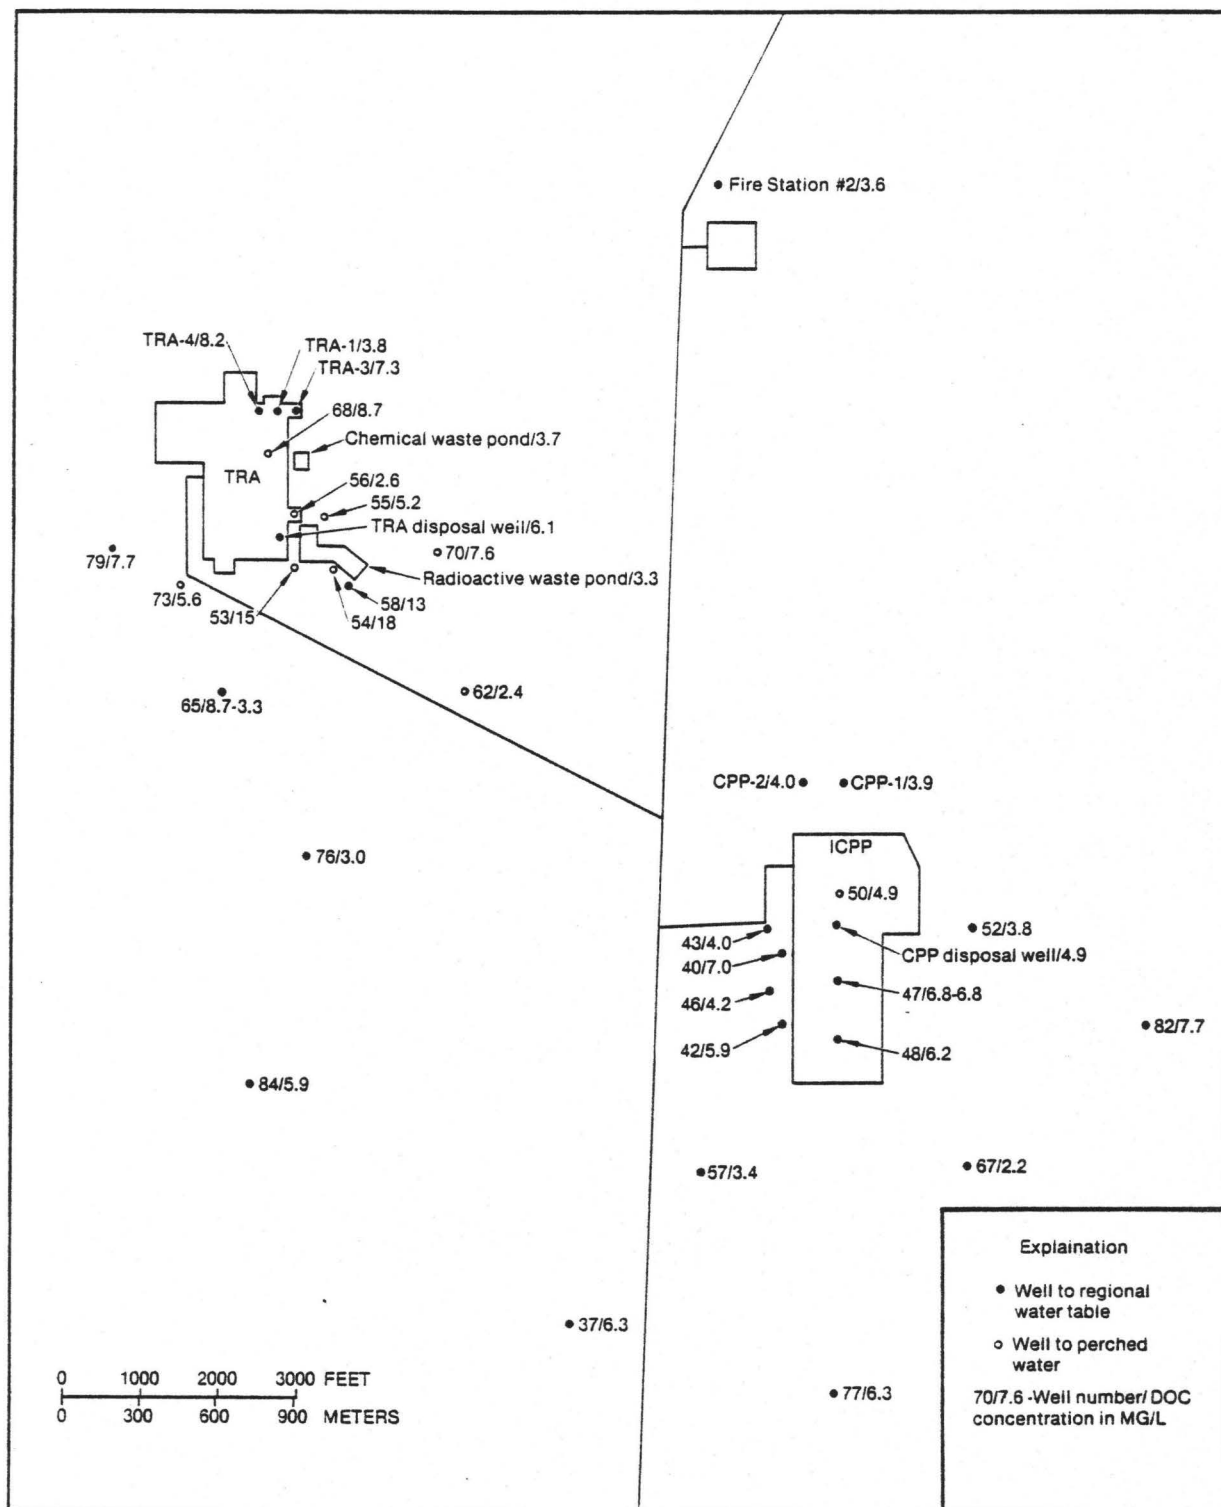 Fire Station #2/3.6
TRA-4/8.2
TRA-1/3.8
TRA-3/7.3
68/8.7
Chemical waste pond/3.7
TRA
56/2.6
55/5.2
TRA disposal well/6.1
79/7.7
70/7.6
Radioactive waste pond/3.3
73/5.6
53/15
58/13
54/18
65/8.7-3.3
62/2.4
CPP-2/4.0
CPP-1/3.9
ICPP
76/3.0
50/4.9
43/4.0
52/3.8
CPP disposal well/4.9
40/7.0
46/4.2
47/6.8-6.8
82/7.7
42/5.9
48/6.2
84/5.9
57/3.4
67/2.2
37/6.3
77/6.3
0 1000 2000 3000 FEET
0 300 600 900 METERS
Explaination
Well to regional
water table
Well to perched
water
70/7.6 -Well number/ DOC
concentration in MG/L